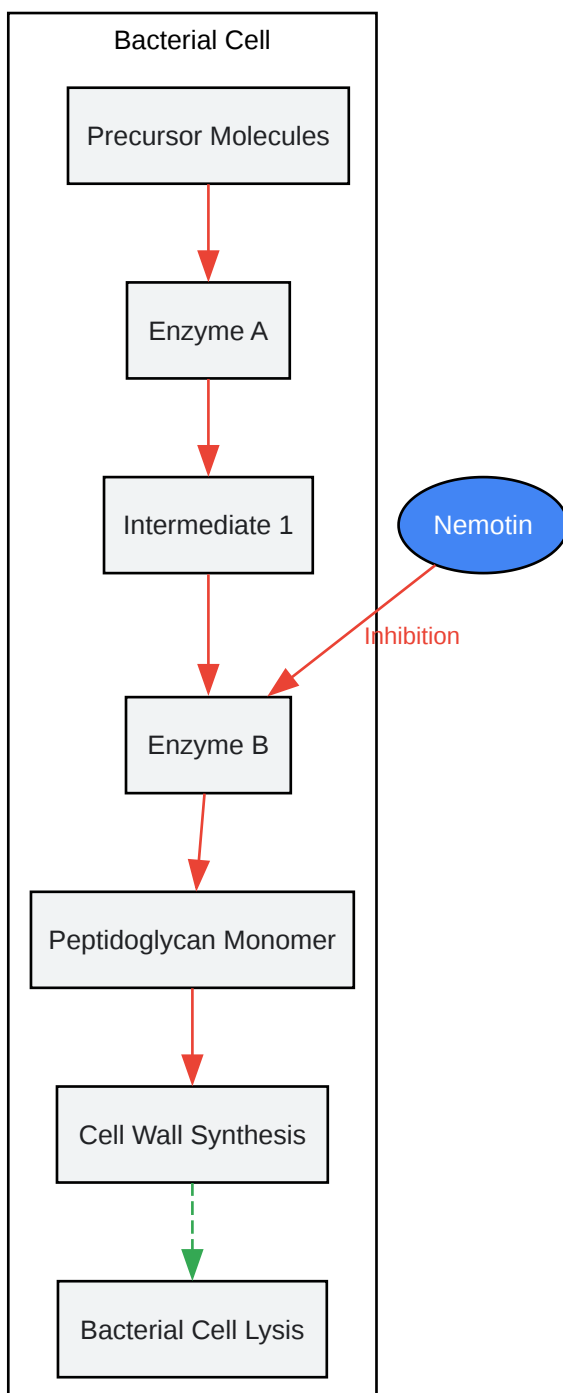 Bacterial Cell
Precursor Molecules
Enzyme A
Intermediate 1
Nemotin
Inhibition
Enzyme B
Peptidoglycan Monomer
Cell Wall Synthesis
Bacterial Cell Lysis